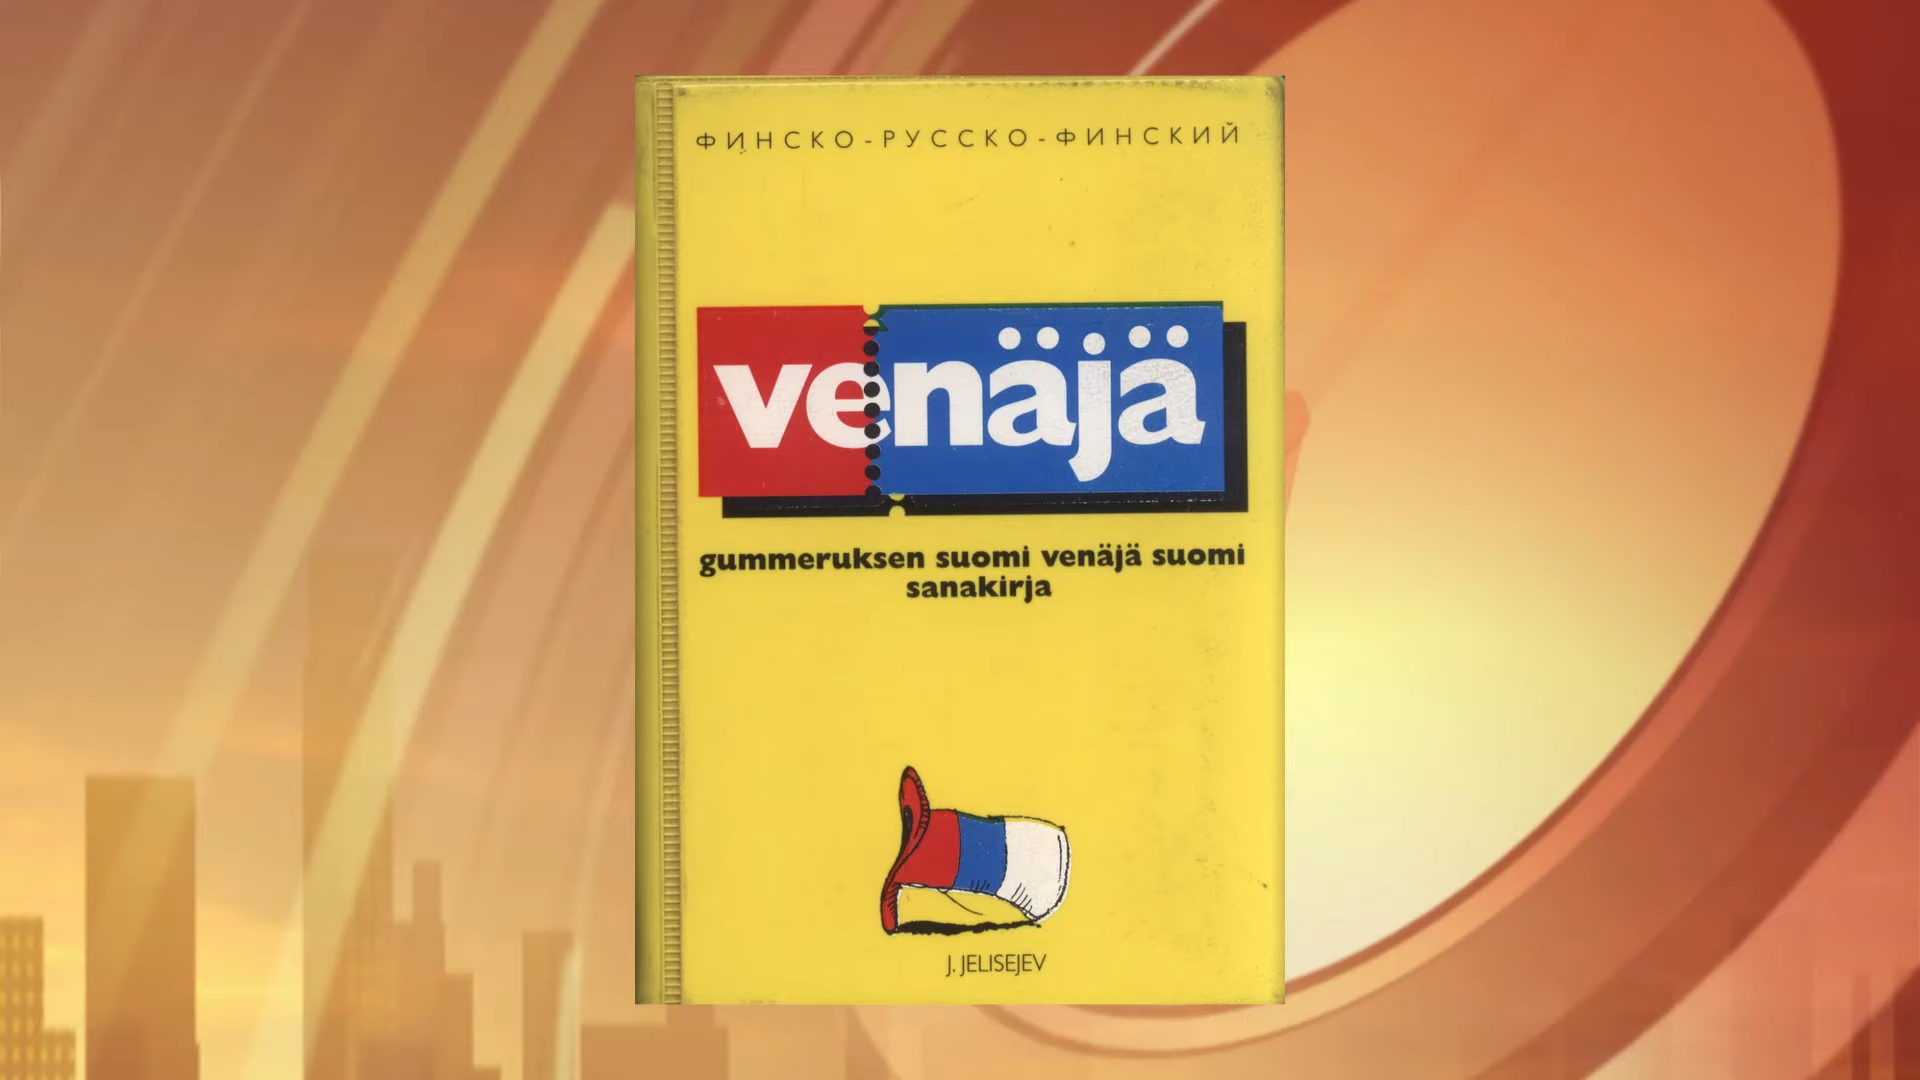 ФИНСКО-РУССКО-ФИНСКИЙ
venäjä
gummeruksen suomi venäjä suomi
sanakirja
J. JELISEJEV